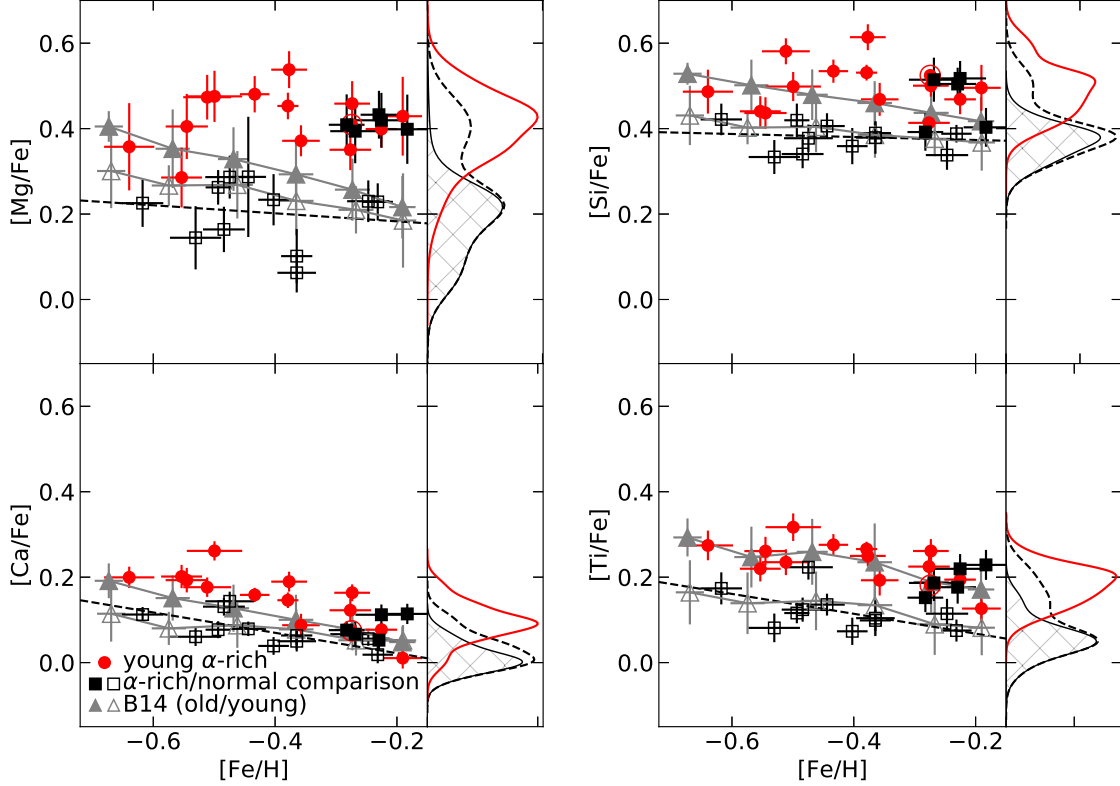 0.6
0.4
0.2
0.0
[Mg/Fe]
0.6
0.4
0.2
0.0
[Si/Fe]
0.6
0.4
0.2
0.0
[Ca/Fe]
young α-rich
α-rich/normal comparison
B14 (old/young)
−0.6 −0.4 −0.2
[Fe/H]
0.6
0.4
0.2
0.0
[Ti/Fe]
−0.6 −0.4 −0.2
[Fe/H]